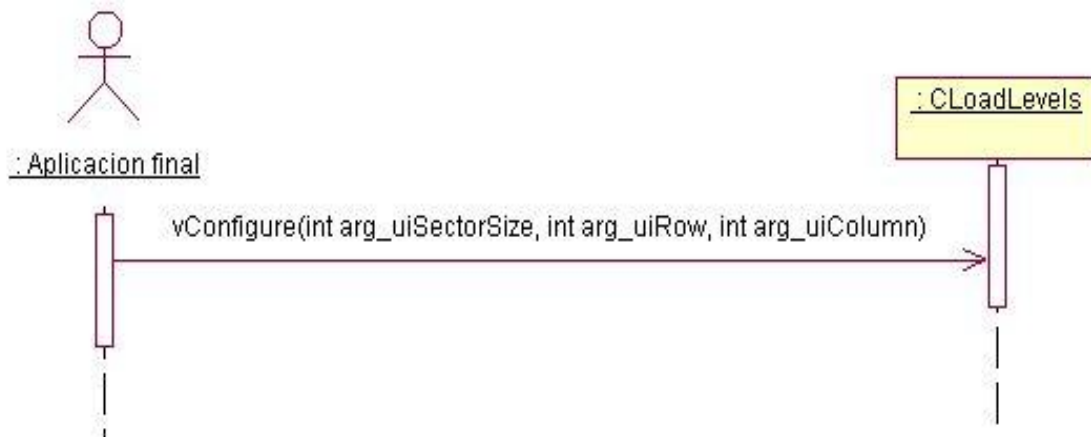 : CLoadLevels
: Aplicacion final
vConfigure(int arg_uiSectorSize, int arg_uiRow, int arg_uiColumn)